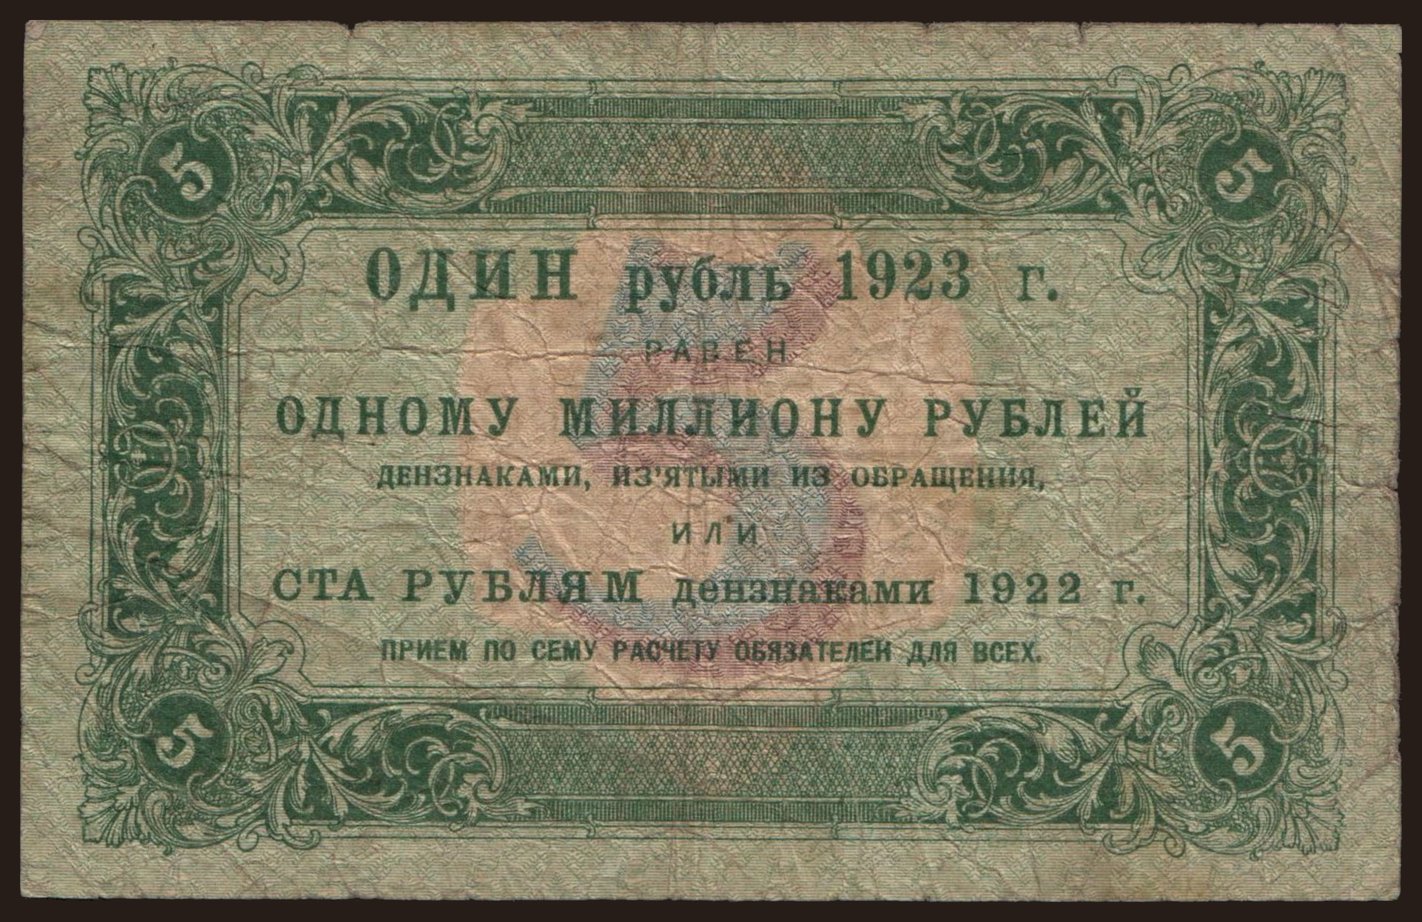 5 5
ОДИН рубль 1923 г.
РАВЕН
ОДНОМУ МИЛЛИОНУ РУБЛЕЙ
ДЕНЗНАКАМИ, ИЗ'ЯТЫМИ ИЗ ОБРАЩЕНИЯ,
ИЛИ
СТА РУБЛЯМ дензнаками 1922 г.
ПРИЕМ ПО СЕМУ РАСЧЕТУ ОБЯЗАТЕЛЕН ДЛЯ ВСЕХ.
5
5 5